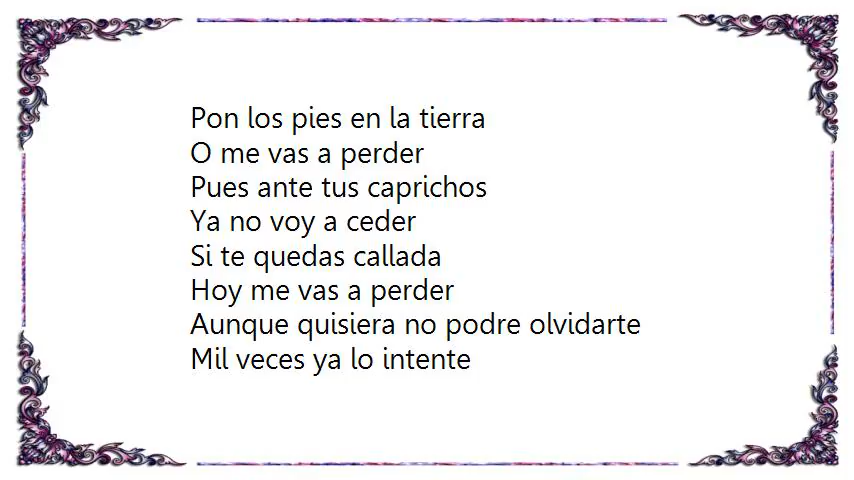 Pon los pies en la tierra
O me vas a perder
Pues ante tus caprichos
Ya no voy a ceder
Si te quedas callada
Hoy me vas a perder
Aunque quisiera no podre olvidarte
Mil veces ya lo intente